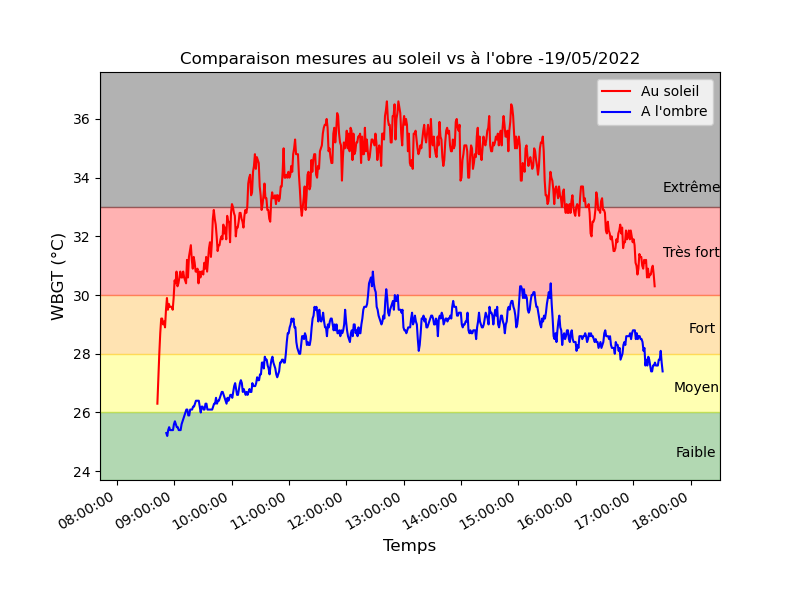 Comparaison mesures au soleil vs à l'obre -19/05/2022
Au soleil
A l'ombre
36
34
32
30
28
26
24
WBGT (°C)
Extrême
Très fort
Fort
Moyen
Faible
08:00:00
09:00:00
10:00:00
11:00:00
12:00:00
13:00:00
14:00:00
15:00:00
16:00:00
17:00:00
18:00:00
Temps